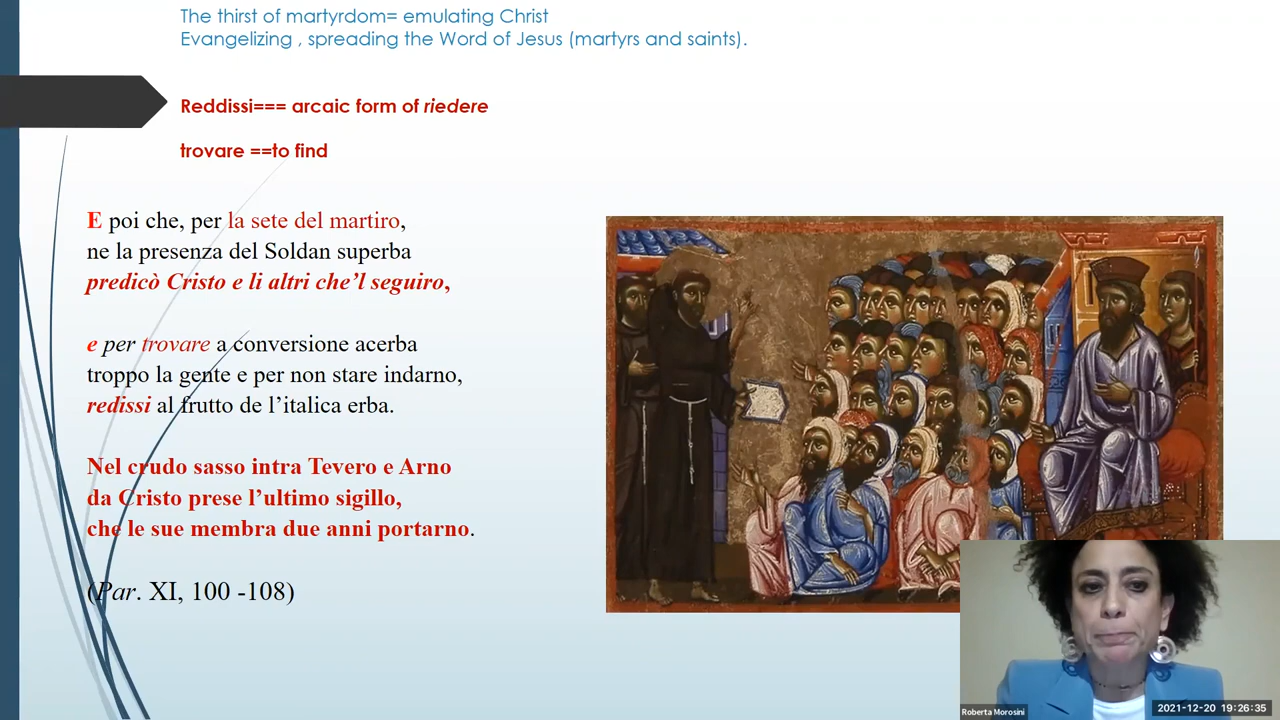 The thirst of martyrdom= emulating Christ
Evangelizing , spreading the Word of Jesus (martyrs and saints).
Reddissi=== arcaic form of riedere
trovare ==to find
E poi che, per la sete del martiro,
ne la presenza del Soldan superba
predicò Cristo e li altri che’l seguiro,
e per trovare a conversione acerba
troppo la gente e per non stare indarno,
redissi al frutto de l’italica erba.
Nel crudo sasso intra Tevero e Arno
da Cristo prese l’ultimo sigillo,
che le sue membra due anni portarno.
(Par. XI, 100 -108)
Roberta Morosini
2021-12-20 19:26:35